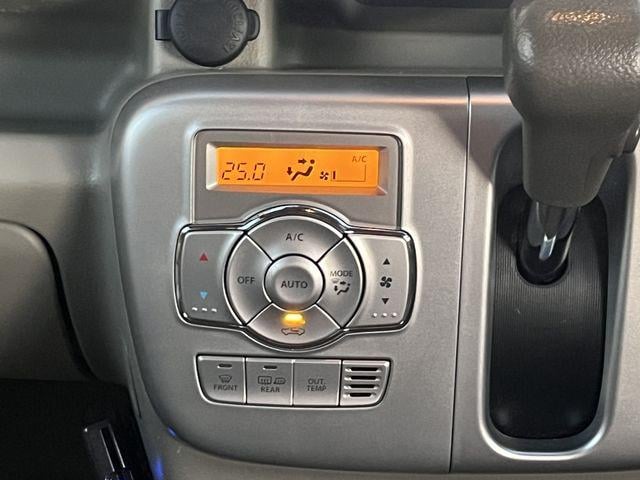 25.0
A/C
A/C
OFF
AUTO
MODE
FRONT
REAR
OUT.
TEMP